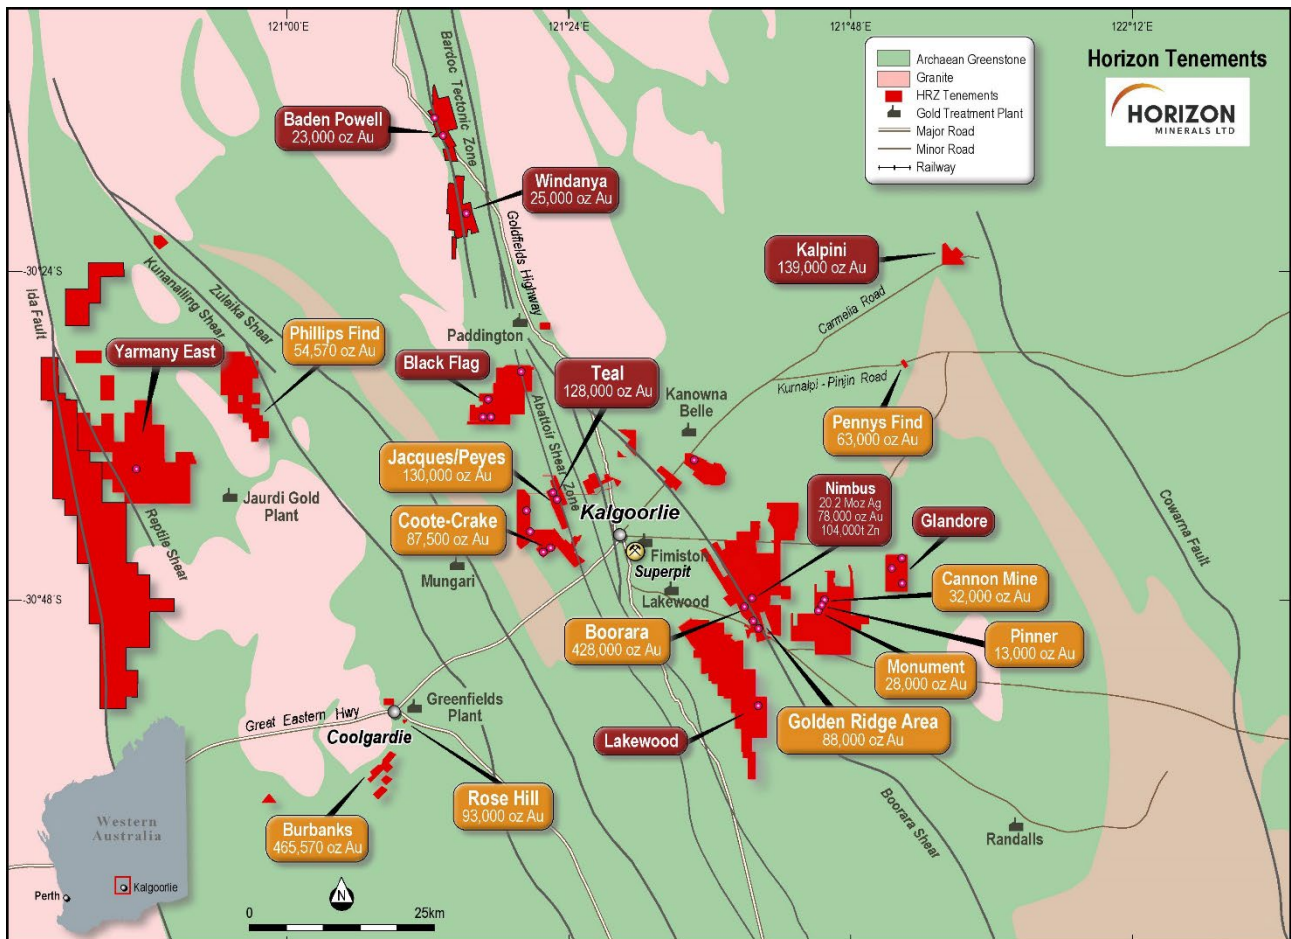 121°00'E
121°24'E
121°48'E
122°12'E
Horizon Tenements
HORIZON
MINERALS LTD
Archaean Greenstone
Granite
HRZ Tenements
Gold Treatment Plant
Major Road
Minor Road
Railway
Bardoc Tectonic Zone
Baden Powell
23,000 oz Au
Windanya
25,000 oz Au
Goldfields Highway
Kalpini
139,000 oz Au
-30°24'S
Ida Fault
Kunanalling Shear
Zuleika Shear
Carmelia Road
Phillips Find
54,570 oz Au
Paddington
Yarmany East
Black Flag
Teal
128,000 oz Au
Kanowna
Belle
Kurnalpi - Pinjin Road
Pennys Find
63,000 oz Au
Abattoir Shear Zone
Jacques/Peyes
130,000 oz Au
Jaurdi Gold
Plant
Reptile Shear
Coote-Crake
87,500 oz Au
Kalgoorlie
Nimbus
20.2 Moz Ag
78,000 oz Au
104,000t Zn
Glandore
Cowarna Fault
Mungari
Fimiston
Superpit
Lakewood
Cannon Mine
32,000 oz Au
-30°48'S
Boorara
428,000 oz Au
Pinner
13,000 oz Au
Monument
28,000 oz Au
Golden Ridge Area
88,000 oz Au
Lakewood
Greenfields
Plant
Great Eastern Hwy
Coolgardie
Rose Hill
93,000 oz Au
Burbanks
465,570 oz Au
Boorara Shear
Randalls
Western
Australia
Perth
Kalgoorlie
N
0
25km